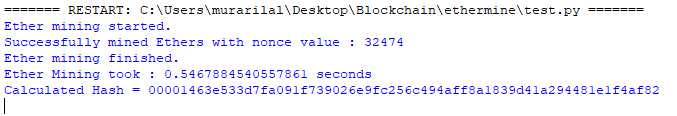 ======= RESTART: C:\Users\murarilal\Desktop\Blockchain\ethermine\test.py =======
Ether mining started.
Successfully mined Ethers with nonce value : 32474
Ether mining finished.
Ether Mining took : 0.5467884540557861 seconds
Calculated Hash = 00001463e533d7fa091f739026e9fc256c494aff8a1839d41a294481e1f4af82